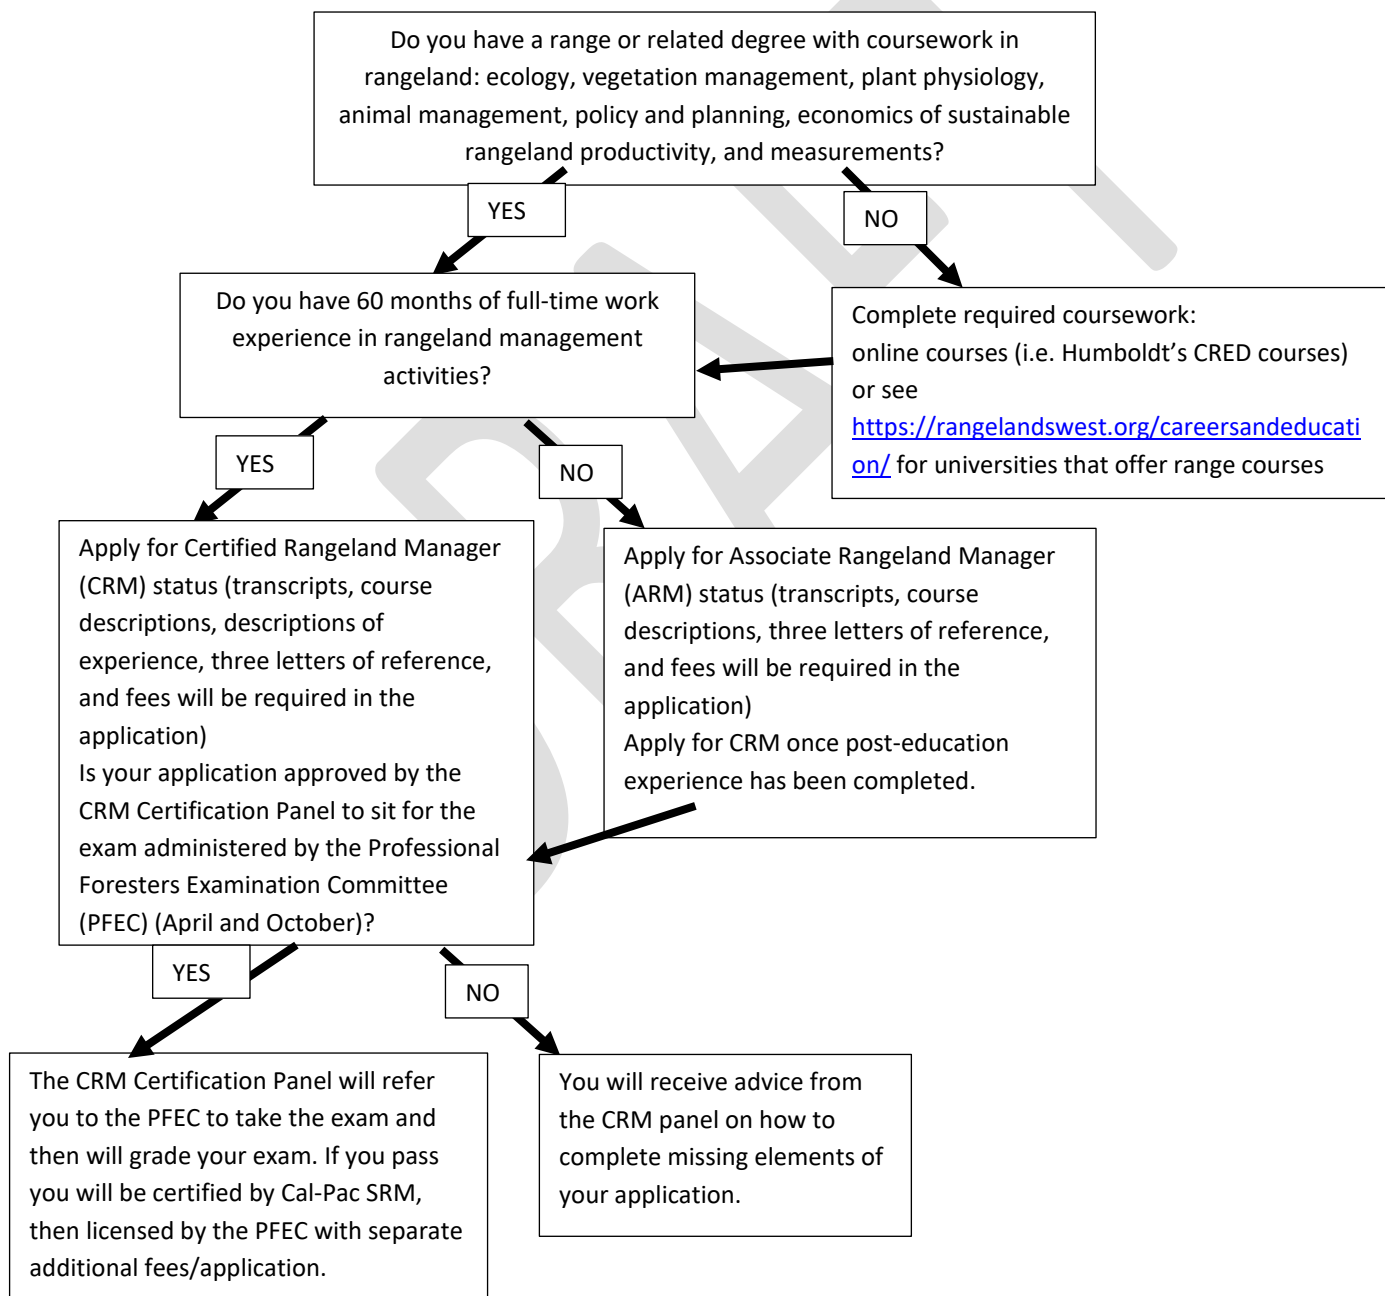 Do you have a range or related degree with coursework in
rangeland: ecology, vegetation management, plant physiology,
animal management, policy and planning, economics of sustainable
rangeland productivity, and measurements?
YES
NO
Do you have 60 months of full-time work
experience in rangeland management
activities?
Complete required coursework:
online courses (i.e. Humboldt’s CRED courses)
or see
https://rangelandswest.org/careersandeducati
on/ for universities that offer range courses
YES
NO
Apply for Certified Rangeland Manager
(CRM) status (transcripts, course
descriptions, descriptions of
experience, three letters of reference,
and fees will be required in the
application)
Is your application approved by the
CRM Certification Panel to sit for the
exam administered by the Professional
Foresters Examination Committee
(PFEC) (April and October)?
Apply for Associate Rangeland Manager
(ARM) status (transcripts, course
descriptions, three letters of reference,
and fees will be required in the
application)
Apply for CRM once post-education
experience has been completed.
YES
NO
The CRM Certification Panel will refer
you to the PFEC to take the exam and
then will grade your exam. If you pass
you will be certified by Cal-Pac SRM,
then licensed by the PFEC with separate
additional fees/application.
You will receive advice from
the CRM panel on how to
complete missing elements of
your application.
DRAFT